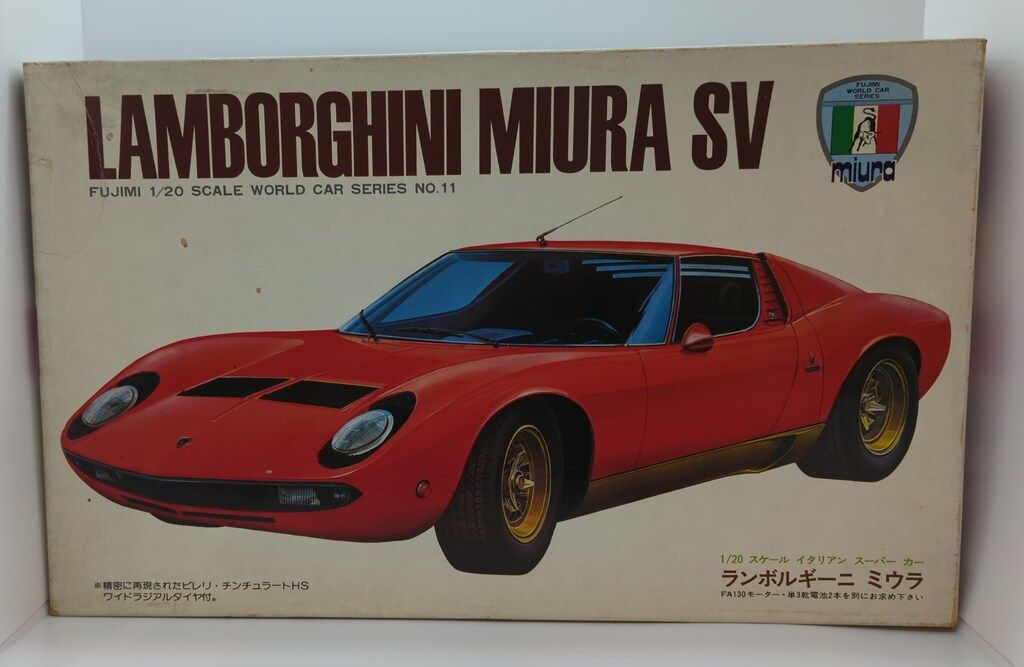 LAMBORGHINI MIURA SV
FUJIMI 1/20 SCALE WORLD CAR SERIES NO.11
FUJIMI
WORLD CAR
SERIES
miura
1/20 スケール イタリアン スーパー カー
ランボルギーニ ミウラ
FA130モーター・単3乾電池2本を別にお求め下さい
※精密に再現されたピレリ・チンチュラートHS
ワイドラジアルタイヤ付。